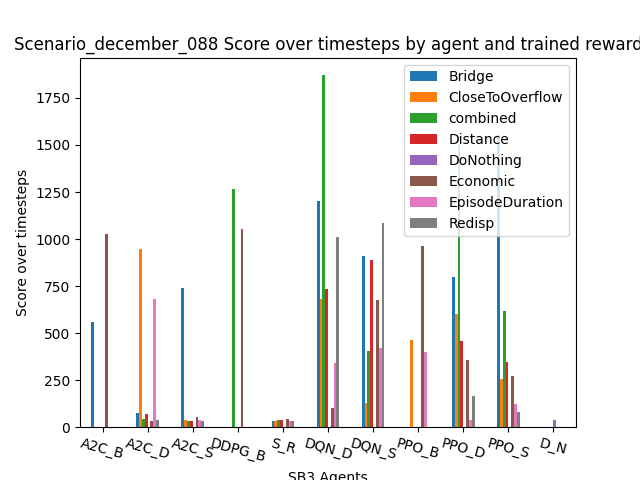 Scenario_december_088 Score over timesteps by agent and trained reward
Score over timesteps
1750
1500
1250
1000
750
500
250
0
Bridge
CloseToOverflow
combined
Distance
DoNothing
Economic
EpisodeDuration
Redisp
A2C_B
A2C_D
A2C_S
DDPG_B
S_R
DQN_D
DQN_S
PPO_B
PPO_D
PPO_S
D_N
SB3 Agents